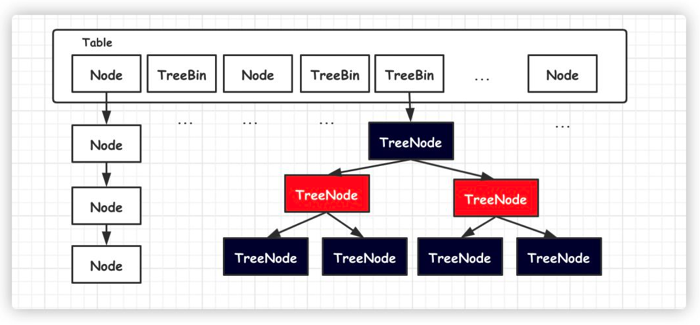 Table
Node TreeBin Node TreeBin TreeBin ... Node
... ... ... ...
Node TreeNode
TreeNode TreeNode
Node
TreeNode TreeNode TreeNode TreeNode
Node